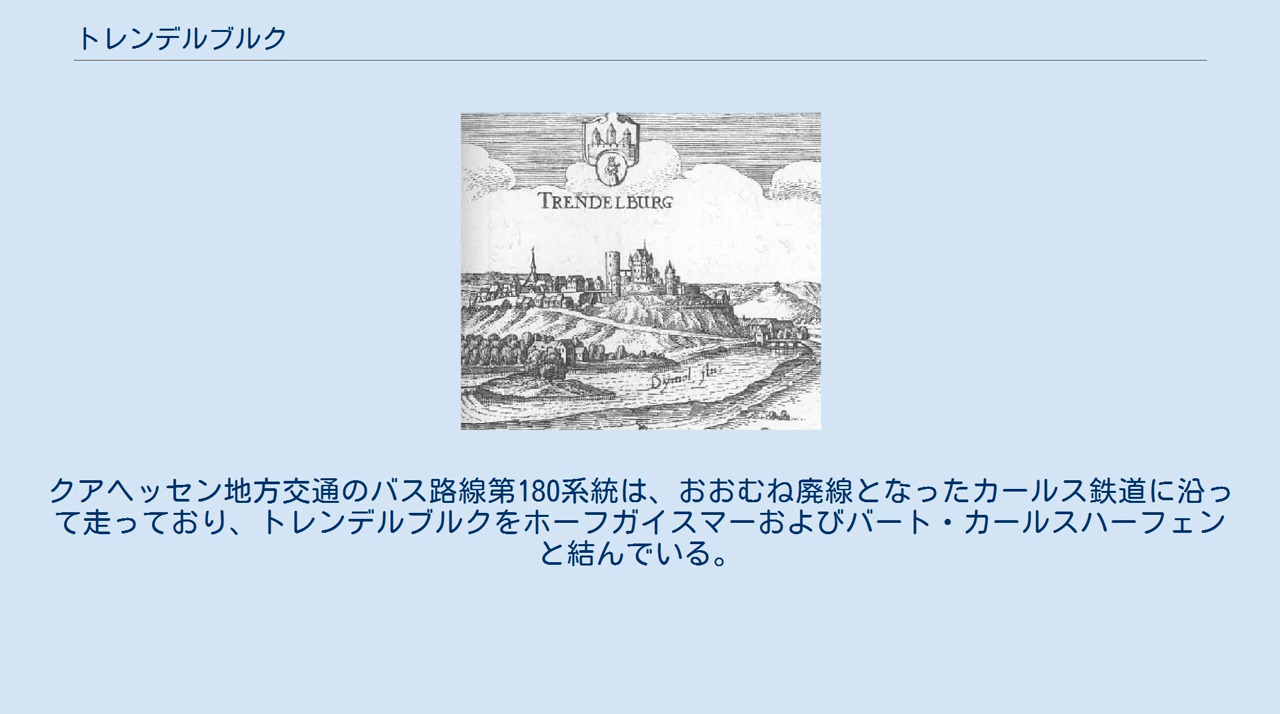 トレンデルブルク
TRENDELBURG
Dÿmel. flu:
クアヘッセン地方交通のバス路線第180系統は、おおむね廃線となったカールス鉄道に沿っ
て走っており、トレンデルブルクをホーフガイスマーおよびバート・カールスハーフェン
と結んでいる。